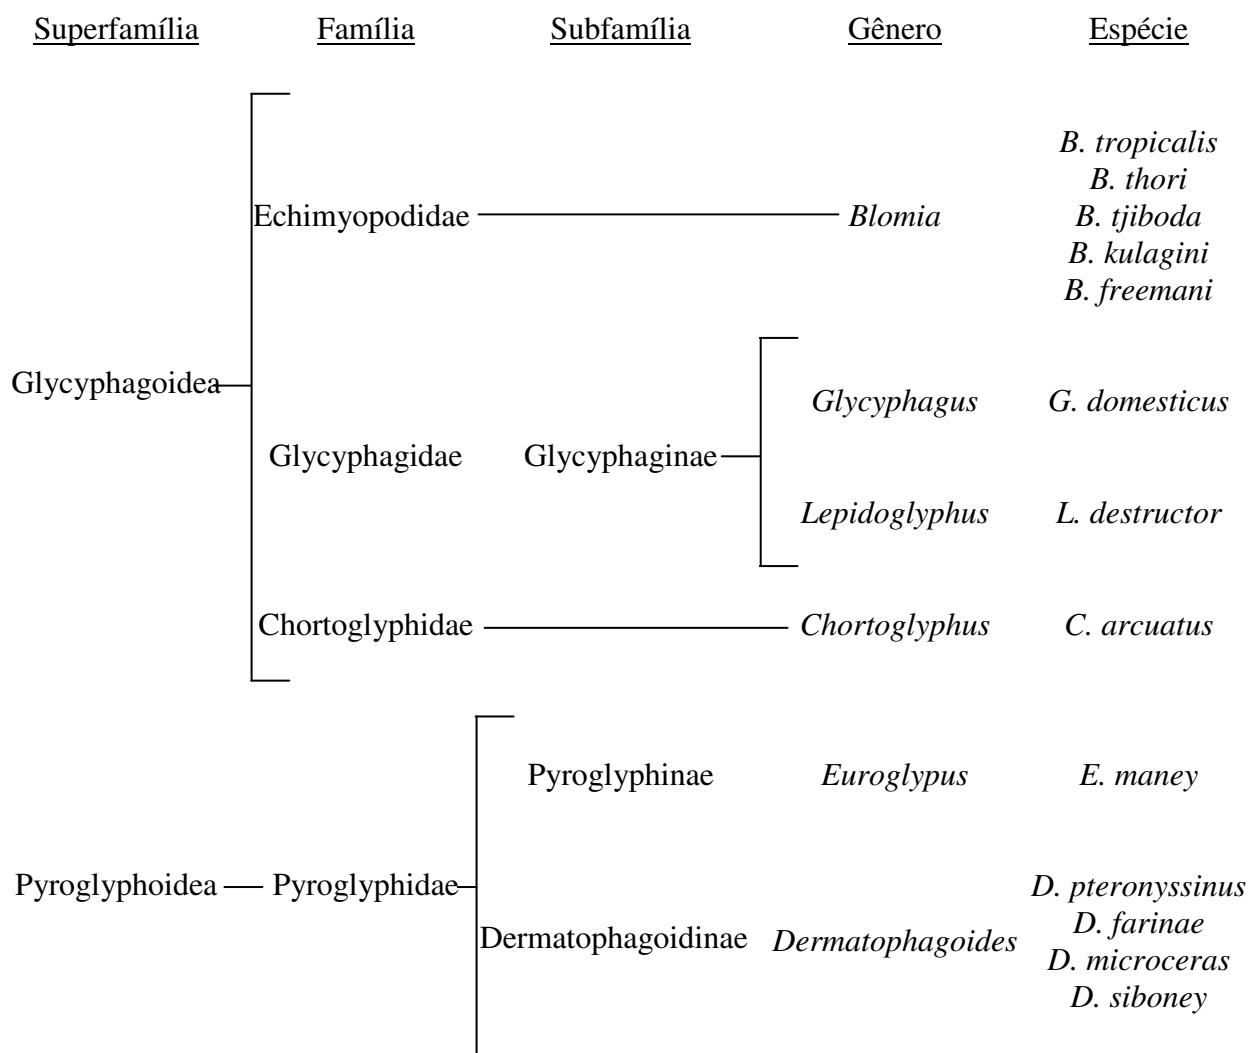 Superfamília Família Subfamília Gênero Espécie
B. tropicalis
B. thori
Echimyopodidae Blomia B. tjiboda
B. kulagini
B. freemani
Glycyphagoidea
Glycyphagus G. domesticus
Glycyphagidae Glycyphaginae
Lepidoglyphus L. destructor
Chortoglyphidae Chortoglyphus C. arcuatus
Pyroglyphinae Euroglypus E. maney
Pyroglyphoidea Pyroglyphidae D. pteronyssinus
D. farinae
Dermatophagoidinae Dermatophagoides
D. microceras
D. siboney